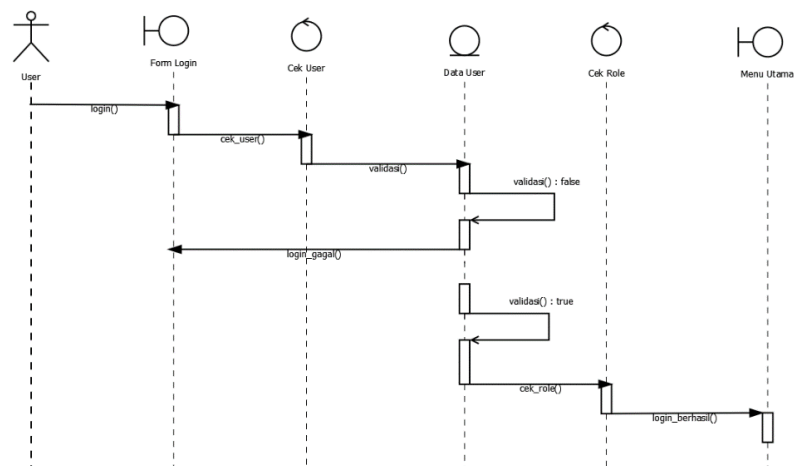 User
Form Login
Cek User
Data User
Cek Role
Menu Utama
login()
cek_user()
validasi()
validasi() : false
login_gagal()
validasi() : true
cek_role()
login_berhasil()